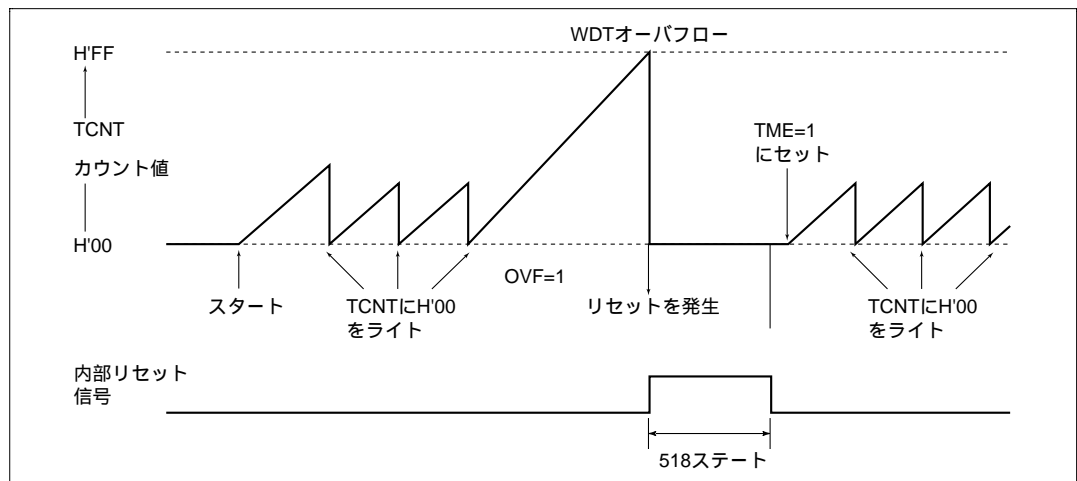 WDTオーバフロー
H'FF
TCNT
カウント値
H'00
TME=1
にセット
OVF=1
スタート
TCNTにH'00
をライト
リセットを発生
TCNTにH'00
をライト
内部リセット
信号
518ステート